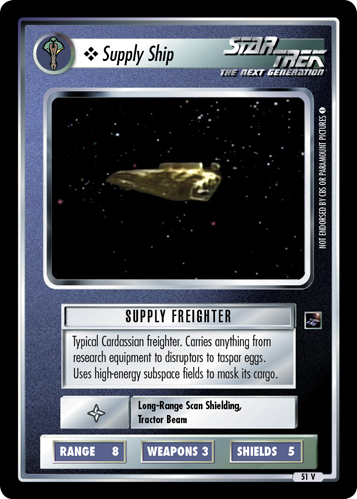 ❖ Supply Ship
STAR TREK
THE NEXT GENERATION
NOT ENDORSED BY CBS OR PARAMOUNT PICTURES
SUPPLY FREIGHTER
Typical Cardassian freighter. Carries anything from
research equipment to disruptors to taspar eggs.
Uses high-energy subspace fields to mask its cargo.
Long-Range Scan Shielding,
Tractor Beam
RANGE 8 WEAPONS 3 SHIELDS 5
51 V